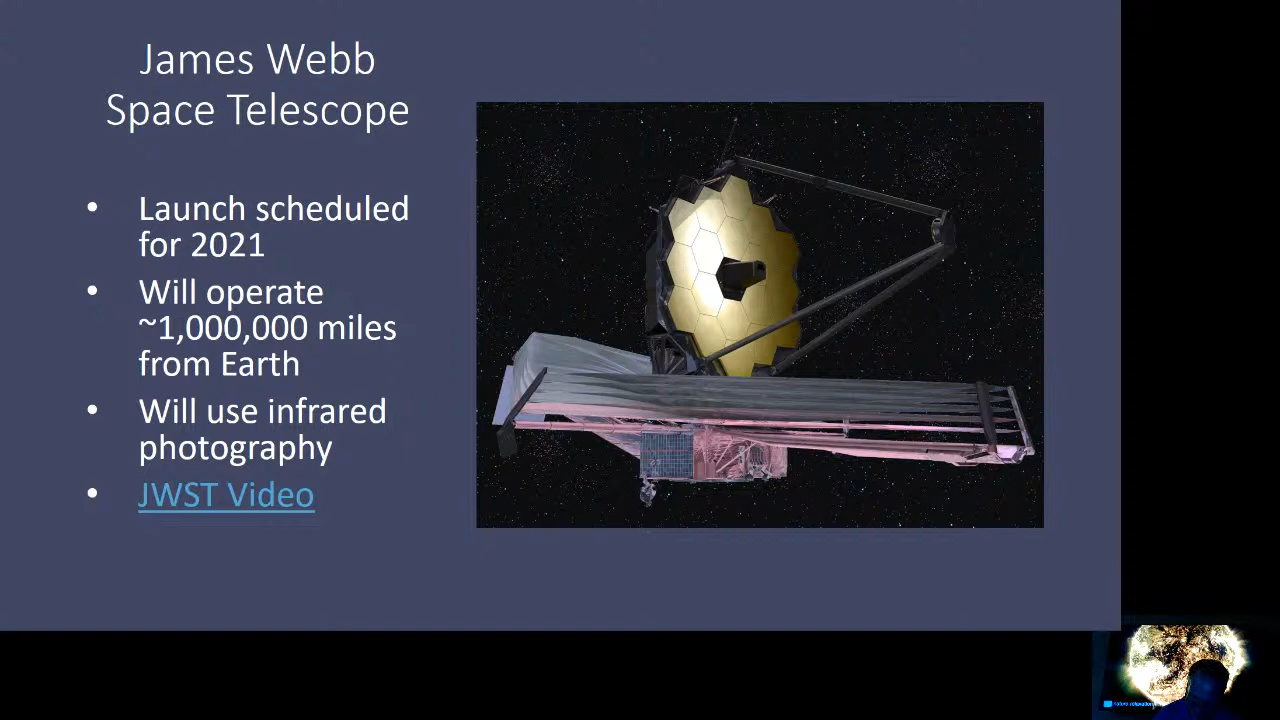 James Webb
Space Telescope
• Launch scheduled
for 2021
• Will operate
~1,000,000 miles
from Earth
• Will use infrared
photography
• JWST Video